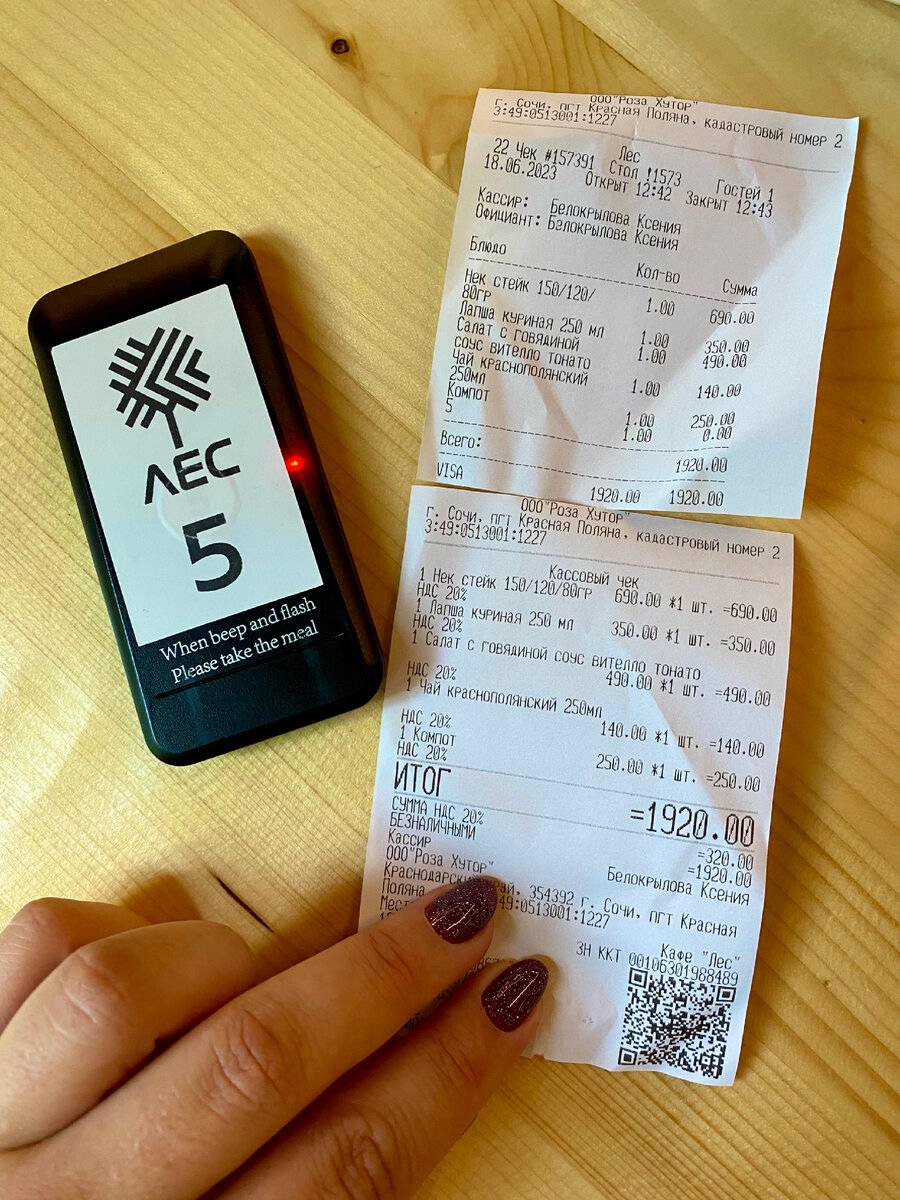 ΛЕС
5
When beep and flash
Please take the meal
ООО"Роза Хутор"
г. Сочи, пгт Красная Поляна, кадастровый номер 2
3:49:0513001:1227
22 Чек #157391 Лес
18.06.2023 Стол !1573 Гостей 1
Открыт 12:42 Закрыт 12:43
Кассир: Белокрылова Ксения
Официант: Белокрылова Ксения
Блюдо Кол-во Сумма
Нек стейк 150/120/
80гр 1.00 690.00
Лапша куриная 250 мл 1.00 350.00
Салат с говядиной 1.00 490.00
соус вителло тонато
Чай краснополянский 1.00 140.00
250мл
Компот 1.00 250.00
5 1.00 0.00
Всего: 1920.00
VISA 1920.00 1920.00
ООО"Роза Хутор"
г. Сочи, пгт Красная Поляна, кадастровый номер 2
3:49:0513001:1227
Кассовый чек
1 Нек стейк 150/120/80гр 690.00 *1 шт. =690.00
НДС 20%
1 Лапша куриная 250 мл 350.00 *1 шт. =350.00
НДС 20%
1 Салат с говядиной соус вителло тонато
490.00 *1 шт. =490.00
НДС 20%
1 Чай краснополянский 250мл
140.00 *1 шт. =140.00
НДС 20%
1 Компот 250.00 *1 шт. =250.00
НДС 20%
ИТОГ =1920.00
СУММА НДС 20% =320.00
БЕЗНАЛИЧНЫМИ =1920.00
Кассир Белокрылова Ксения
ООО"Роза Хутор"
Краснодарский край, 354392 г. Сочи, пгт Красная
Поляна 49:0513001:1227
Кафе "Лес"
ЗН ККТ 00106301988489